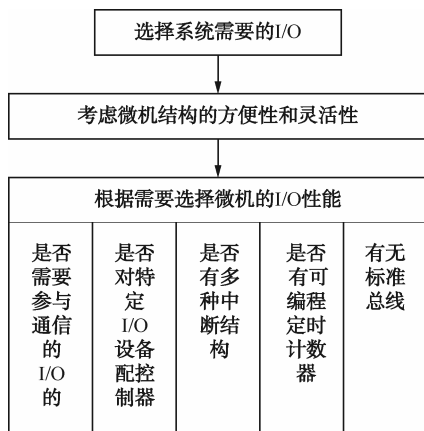 选择系统需要的I/O
考虑微机结构的方便性和灵活性
根据需要选择微机的I/O性能
是否
需要
参与
通信
的
I/O
的
是否
对特
定
I/O
设备
配控
制器
是否
有多
种中
断结
构
是否
有可
编程
定时
计数
器
有无
标准
总线